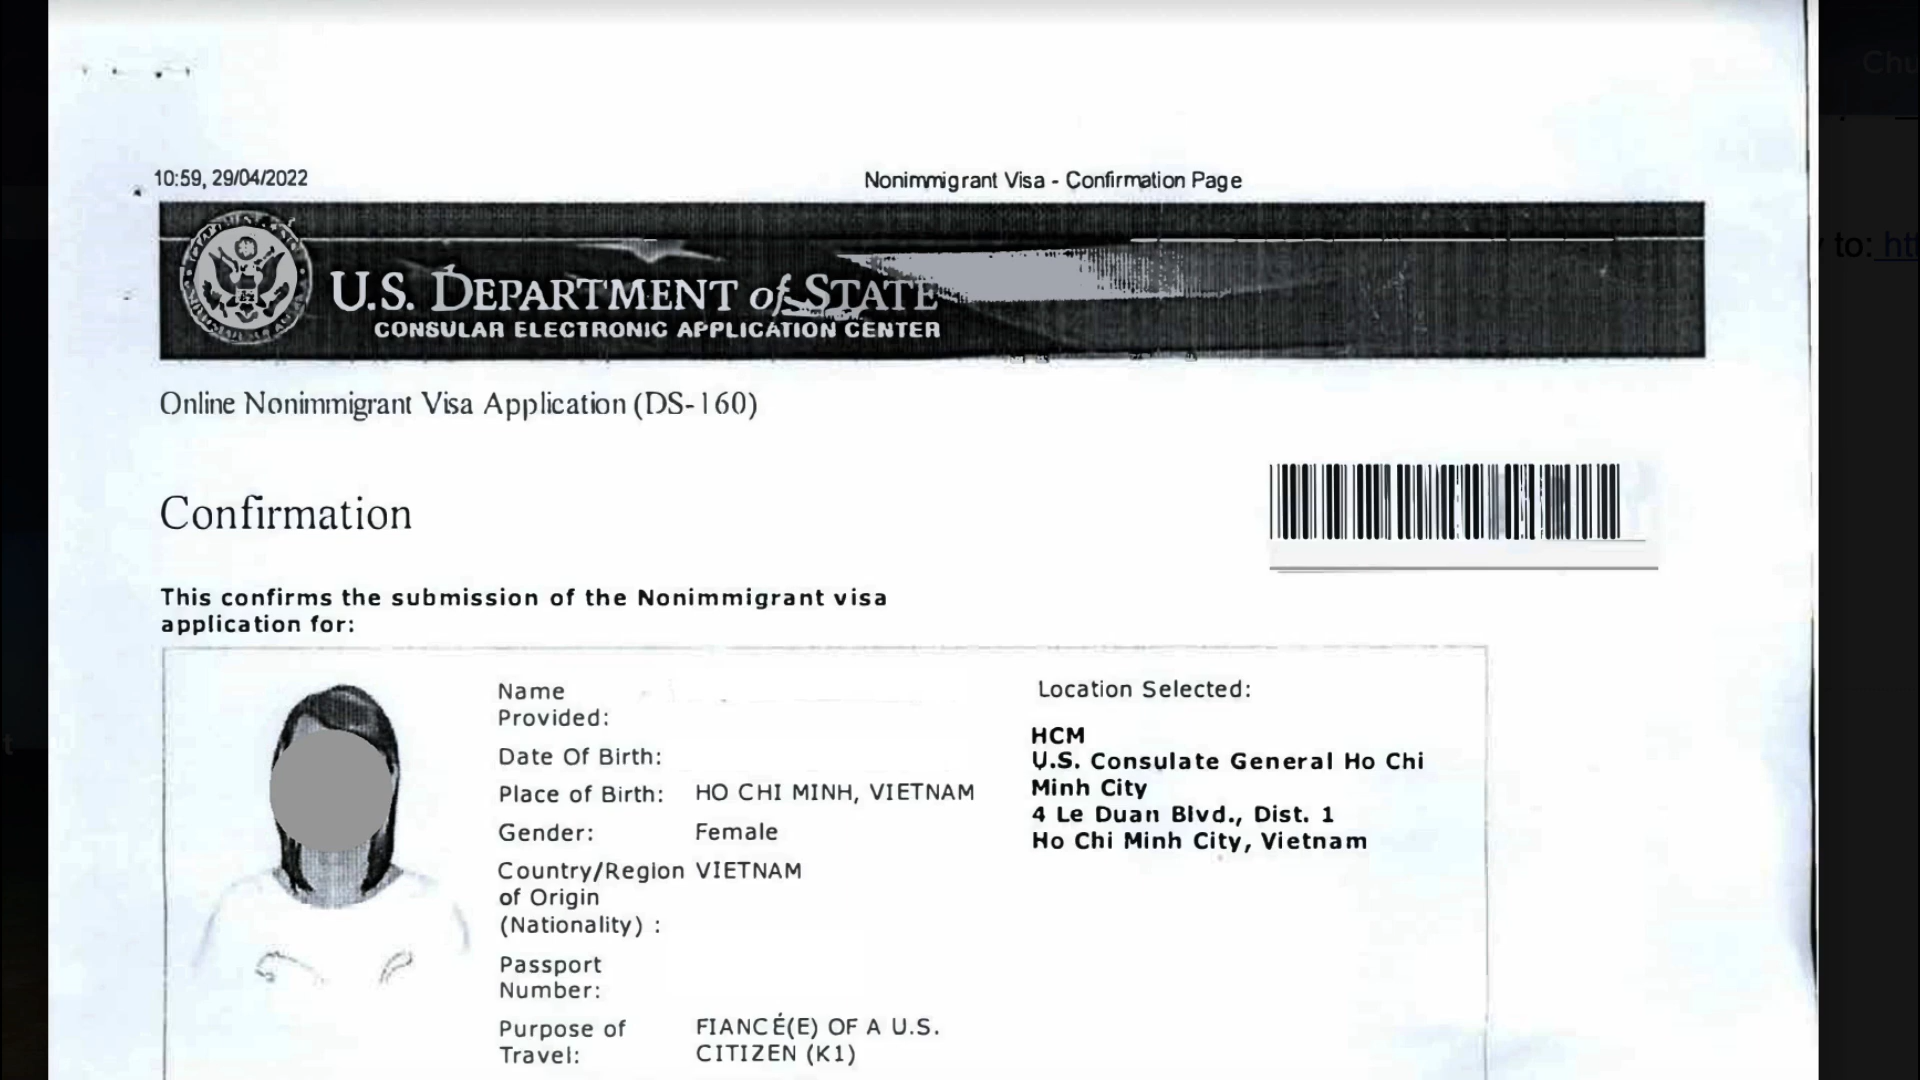 10:59, 29/04/2022
Nonimmigrant Visa - Confirmation Page
U.S. DEPARTMENT of STATE
CONSULAR ELECTRONIC APPLICATION CENTER
Online Nonimmigrant Visa Application (DS-160)
Confirmation
This confirms the submission of the Nonimmigrant visa
application for:
Name
Provided:
Date Of Birth:
Place of Birth: HO CHI MINH, VIETNAM
Gender: Female
Country/Region VIETNAM
of Origin
(Nationality) :
Passport
Number:
Purpose of FIANCÉ(E) OF A U.S.
Travel: CITIZEN (K1)
Location Selected:
HCM
U.S. Consulate General Ho Chi
Minh City
4 Le Duan Blvd., Dist. 1
Ho Chi Minh City, Vietnam
Chu
to: htt